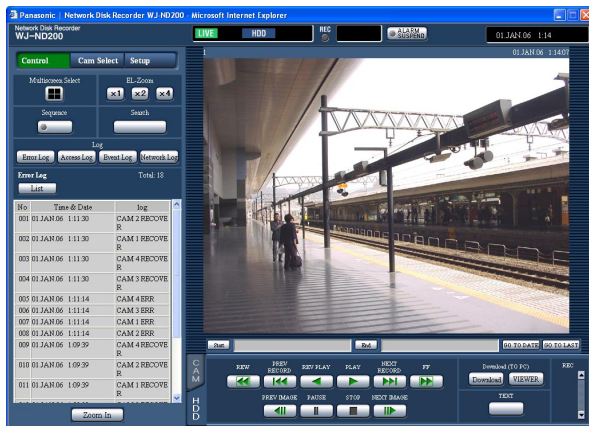 Panasonic | Network Disk Recorder WJ-ND200 - Microsoft Internet Explorer
Network Disk Recorder
WJ-ND200
LIVE
HDD
REC
ALARM
SUSPEND
01.JAN.06 1:14
1
01.JAN.06 1:14:07
Control
Cam Select
Setup
Multiscreen Select
EL-Zoom
x1
x2
x4
Sequence
Search
Log
Error Log
Access Log
Event Log
Network Log
Error Log
Total: 18
List
No Time & Date log
001 01.JAN.06 1:11:30 CAM 2 RECOVE
R
002 01.JAN.06 1:11:30 CAM 1 RECOVE
R
003 01.JAN.06 1:11:30 CAM 4 RECOVE
R
004 01.JAN.06 1:11:30 CAM 3 RECOVE
R
005 01.JAN.06 1:11:14 CAM 4 ERR
006 01.JAN.06 1:11:14 CAM 3 ERR
007 01.JAN.06 1:11:14 CAM 1 ERR
008 01.JAN.06 1:11:14 CAM 2 ERR
009 01.JAN.06 1:09:39 CAM 4 RECOVE
R
010 01.JAN.06 1:09:39 CAM 2 RECOVE
R
011 01.JAN.06 1:09:39 CAM 1 RECOVE
R
Zoom In
Start
End
GO TO DATE
GO TO LAST
CAM
HDD
REW
PREV
RECORD
REV PLAY
PLAY
NEXT
RECORD
FF
PREV IMAGE
PAUSE
STOP
NEXT IMAGE
Download (TO PC)
Download
VIEWER
TEXT
REC